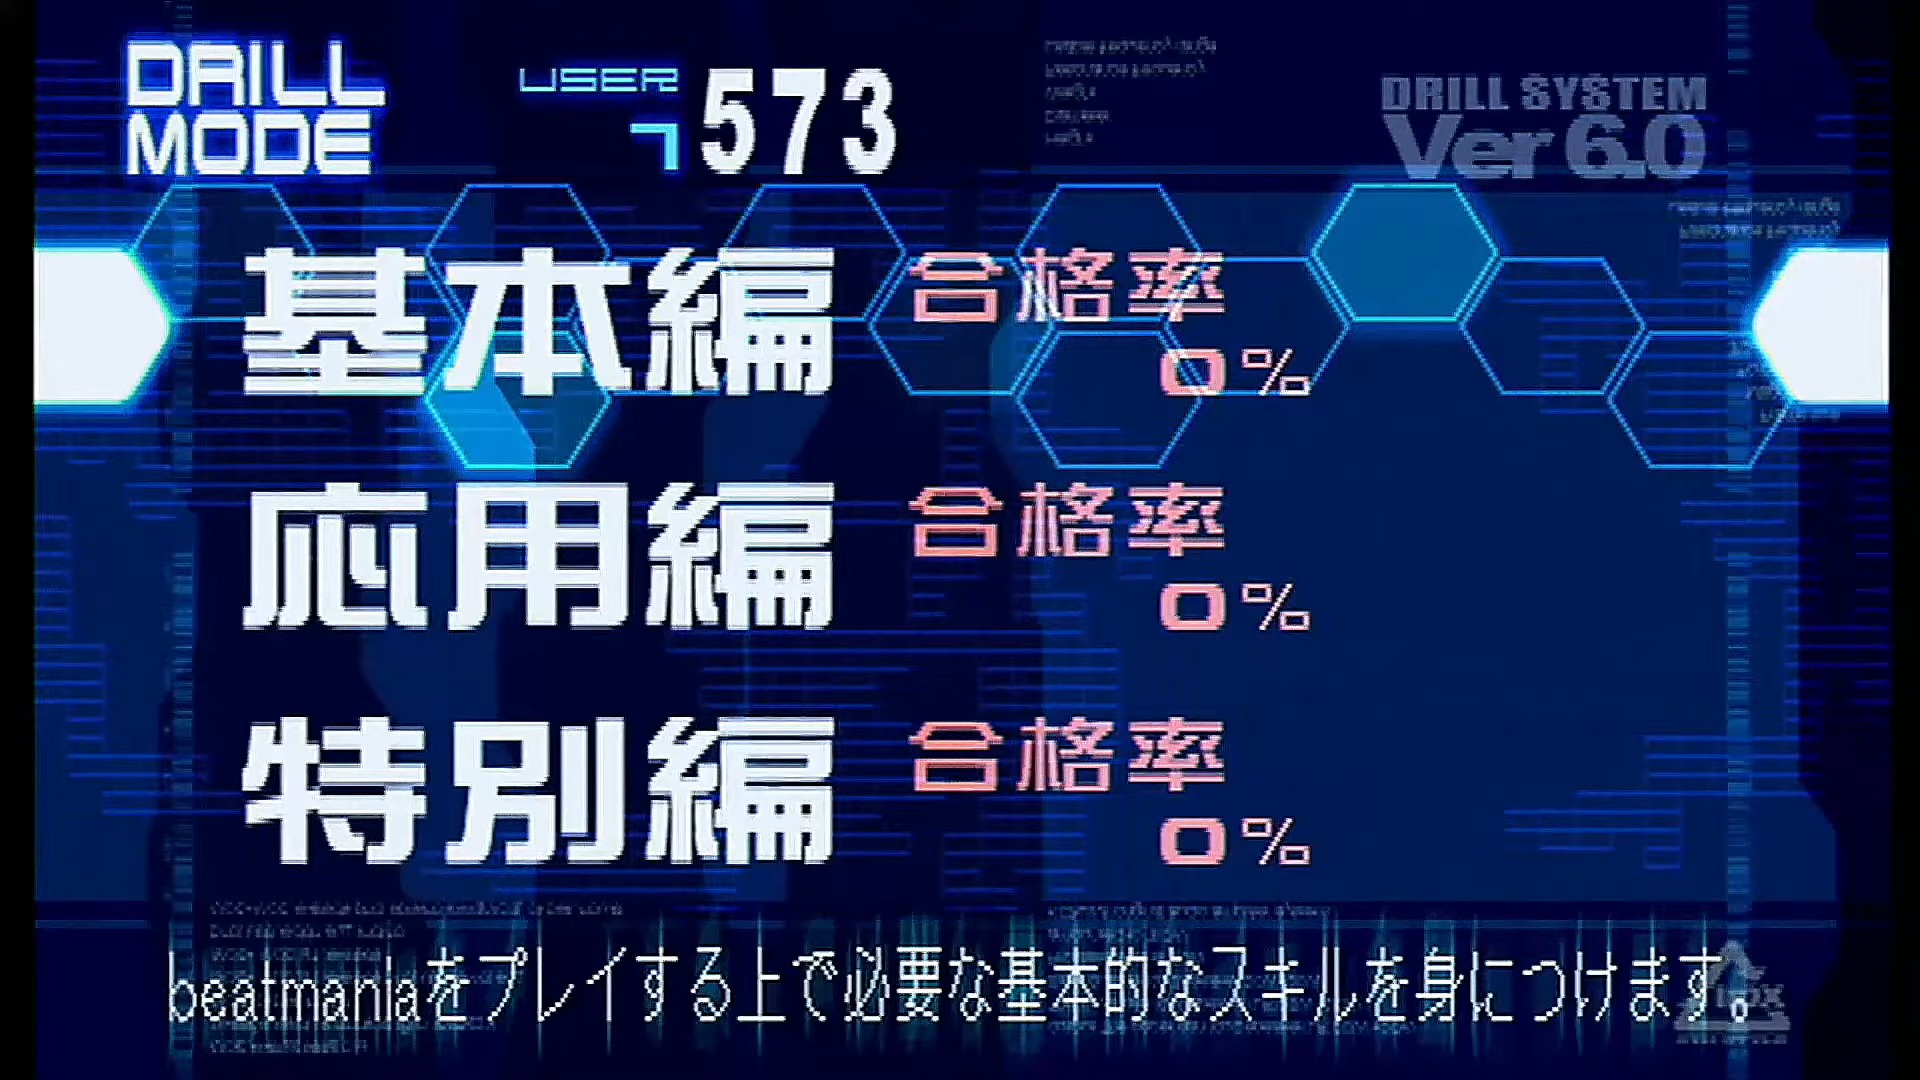 DRILL
MODE
USER
1
573
DRILL SYSTEM
Ver 6.0
基本編
合格率
0%
応用編
合格率
0%
特別編
合格率
0%
beatmaniaをプレイする上で必要な基本的なスキルを身につけます。